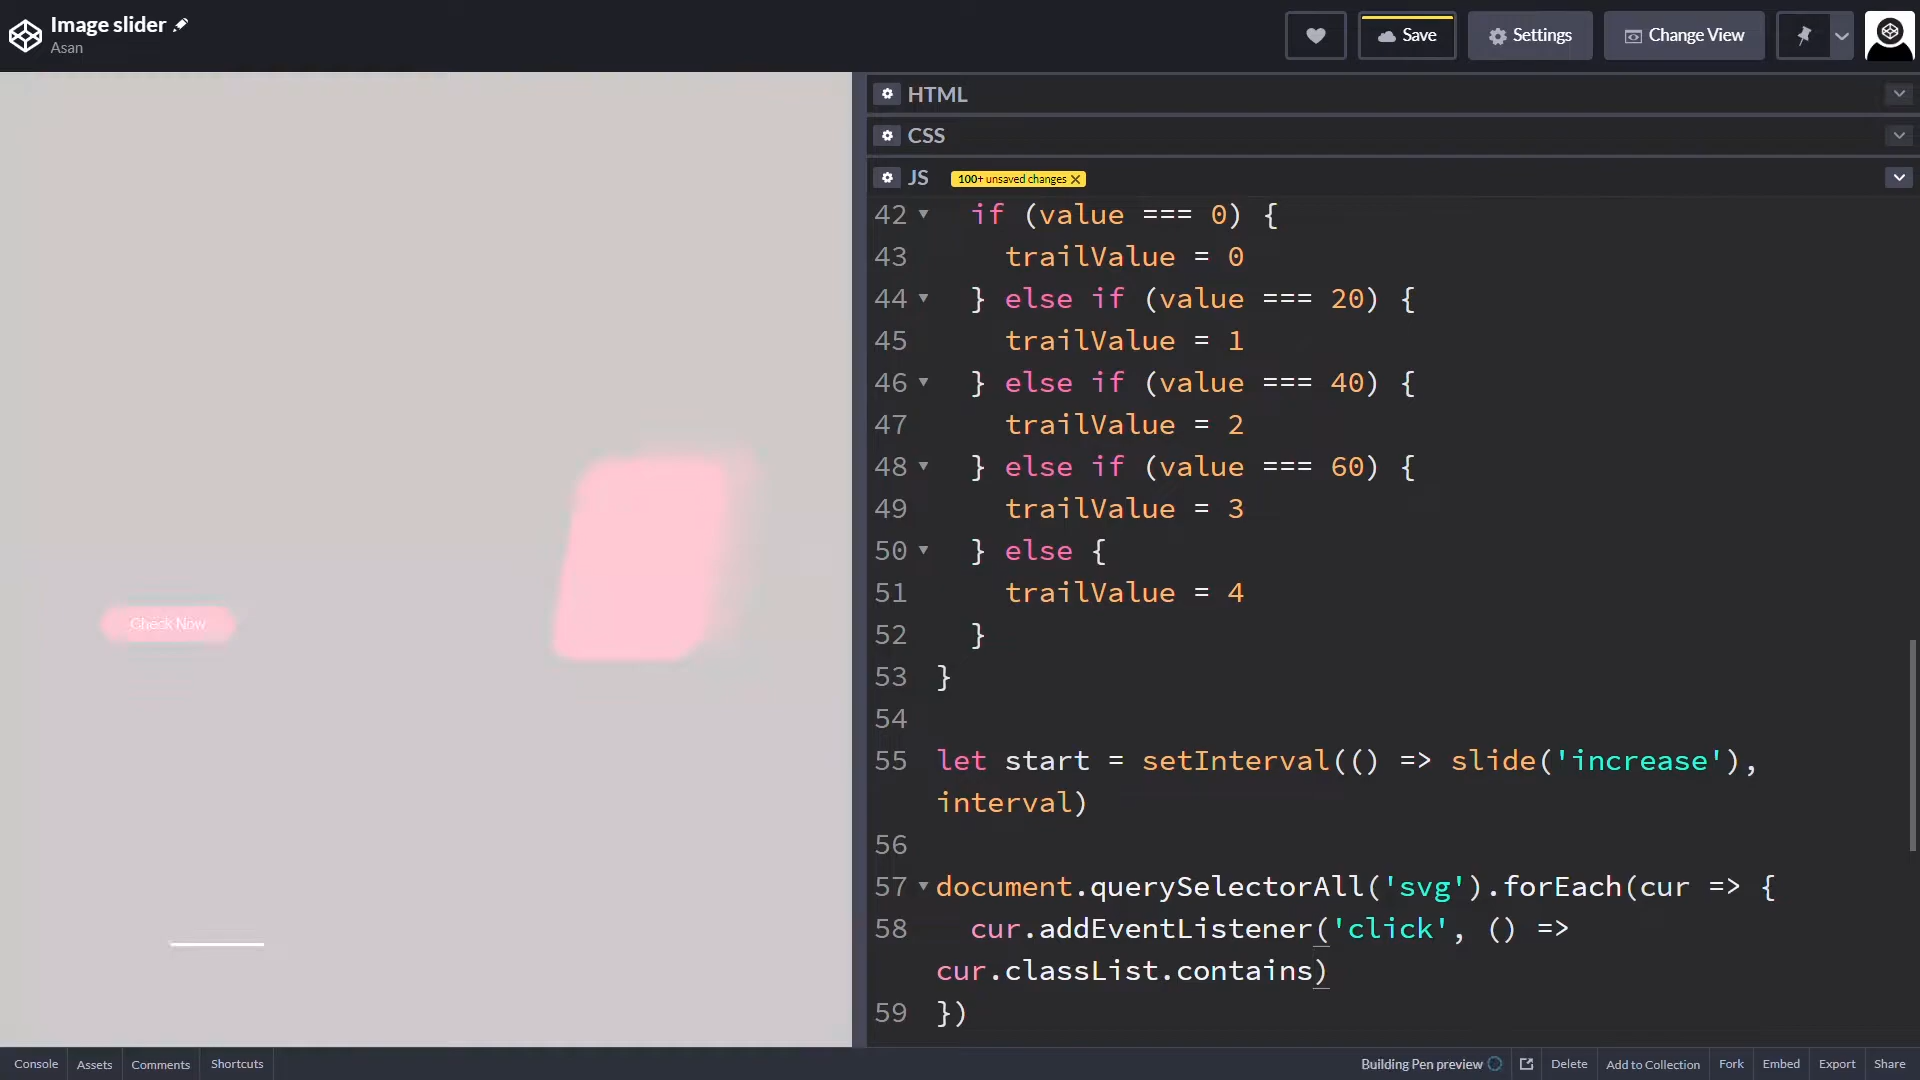 Image slider
Asan
Save
Settings
Change View
HTML
CSS
JS
100+ unsaved changes
42 if (value === 0) {
43 trailValue = 0
44 } else if (value === 20) {
45 trailValue = 1
46 } else if (value === 40) {
47 trailValue = 2
48 } else if (value === 60) {
49 trailValue = 3
50 } else {
51 trailValue = 4
52 }
53 }
54
55 let start = setInterval(() => slide('increase'),
interval)
56
57 document.querySelectorAll('svg').forEach(cur => {
58 cur.addEventListener('click', () =>
cur.classList.contains)
59 })
Check Now
Console
Assets
Comments
Shortcuts
Building Pen preview
Delete
Add to Collection
Fork
Embed
Export
Share